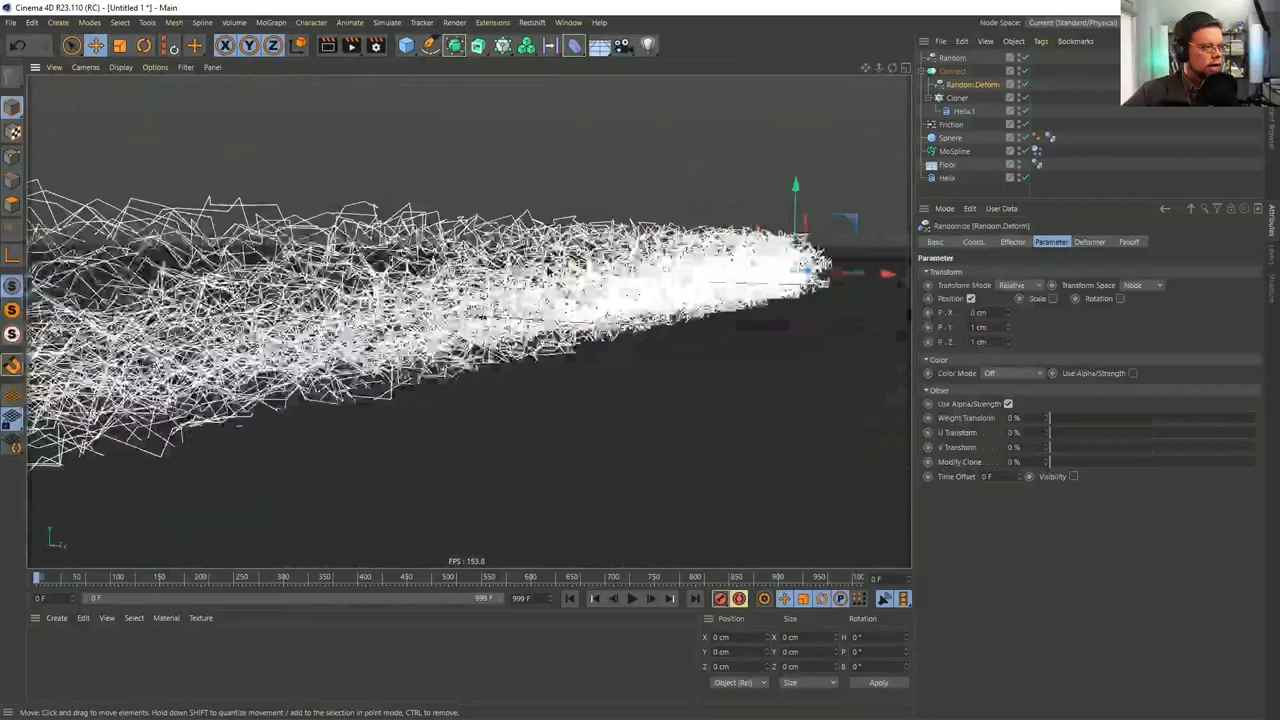 Cinema 4D R23.110 (RC) - [Untitled 1 *] - Main
File Edit Create Modes Select Tools Mesh Spline Volume MoGraph Character Animate Simulate Tracker Render Extensions Redshift Window Help
Node Space: Current (Standard/Physical)
View Cameras Display Options Filter Panel
File Edit View Object Tags Bookmarks
Random
Connect
Random.Deform
Cloner
Helix.1
Friction
Sphere
MoSpline
Floor
Helix
Content Browser
Attributes
Structure
Mode Edit User Data
Randomize [Random.Deform]
Basic Coord. Effector Parameter Deformer Falloff
Parameter
Transform
Transform Mode Relative Transform Space Node
Position Scale Rotation
P . X 0 cm
P . Y 1 cm
P . Z 1 cm
Color
Color Mode Off Use Alpha/Strength
Other
Use Alpha/Strength
Weight Transform 0 %
U Transform 0 %
V Transform 0 %
Modify Clone 0 %
Time Offset 0 F Visibility
Y
FPS : 153.8
0 50 100 150 200 250 300 350 400 450 500 550 600 650 700 750 800 850 900 950 100 0 F
0 F 0 F 999 F 999 F
Create Edit View Select Material Texture
Position Size Rotation
X 0 cm X 0 cm H 0 °
Y 0 cm Y 0 cm P 0 °
Z 0 cm Z 0 cm B 0 °
Object (Rel) Size Apply
Move: Click and drag to move elements. Hold down SHIFT to quantize movement / add to the selection in point mode, CTRL to remove.